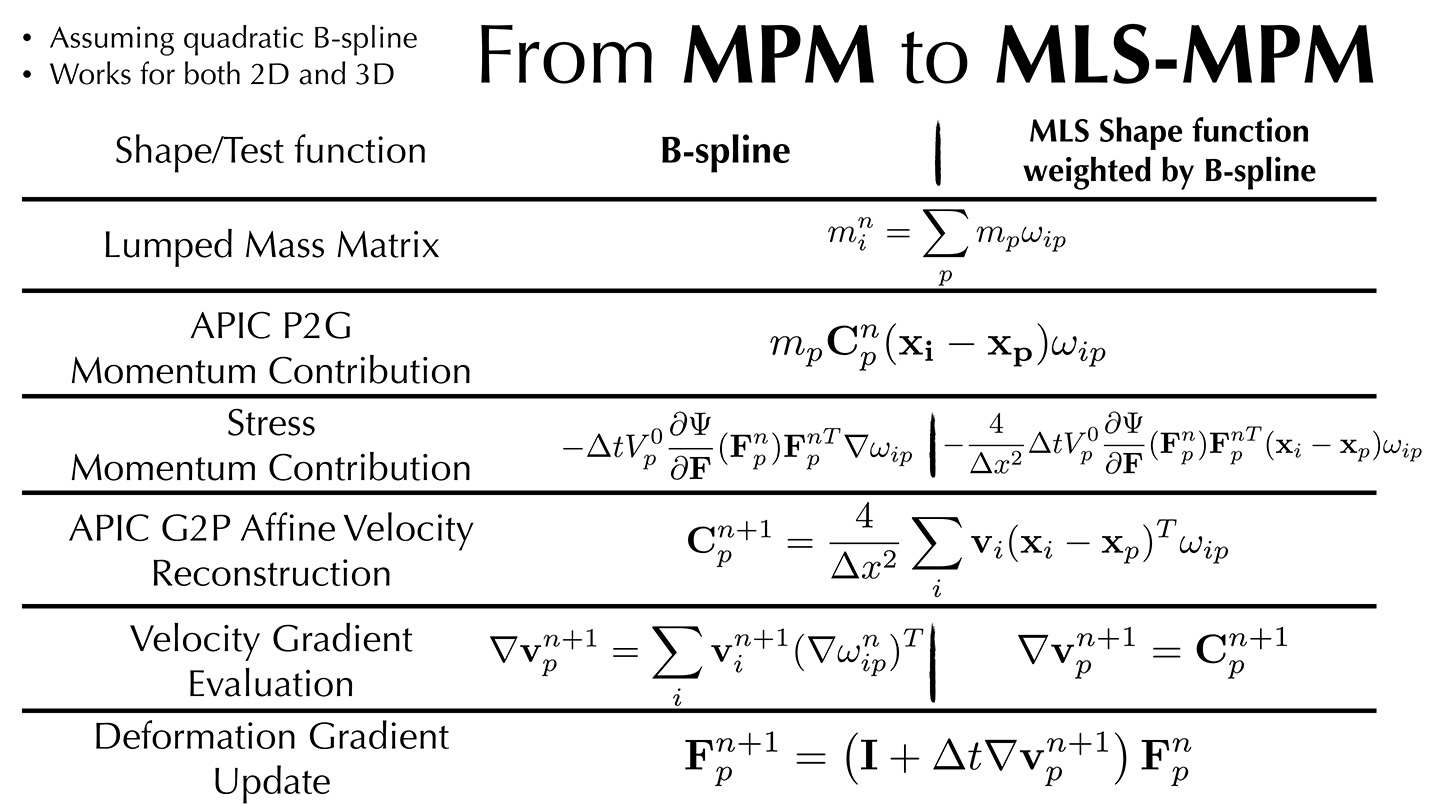 • Assuming quadratic B-spline
• Works for both 2D and 3D
From MPM to MLS-MPM
Shape/Test function
B-spline
MLS Shape function
weighted by B-spline
Lumped Mass Matrix
$m_i^n = \sum_p m_p \omega_{ip}$
APIC P2G
Momentum Contribution
$m_p \mathbf{C}_p^n (\mathbf{x_i} - \mathbf{x_p}) \omega_{ip}$
Stress
Momentum Contribution
$-\Delta t V_p^0 \frac{\partial \Psi}{\partial \mathbf{F}} (\mathbf{F}_p^n) \mathbf{F}_p^{nT} \nabla \omega_{ip}$
$-\frac{4}{\Delta x^2} \Delta t V_p^0 \frac{\partial \Psi}{\partial \mathbf{F}} (\mathbf{F}_p^n) \mathbf{F}_p^{nT} (\mathbf{x}_i - \mathbf{x}_p) \omega_{ip}$
APIC G2P Affine Velocity
Reconstruction
$\mathbf{C}_p^{n+1} = \frac{4}{\Delta x^2} \sum_i \mathbf{v}_i (\mathbf{x}_i - \mathbf{x}_p)^T \omega_{ip}$
Velocity Gradient
Evaluation
$\nabla \mathbf{v}_p^{n+1} = \sum_i \mathbf{v}_i^{n+1} (\nabla \omega_{ip}^n)^T$
$\nabla \mathbf{v}_p^{n+1} = \mathbf{C}_p^{n+1}$
Deformation Gradient
Update
$\mathbf{F}_p^{n+1} = \left( \mathbf{I} + \Delta t \nabla \mathbf{v}_p^{n+1} \right) \mathbf{F}_p^n$